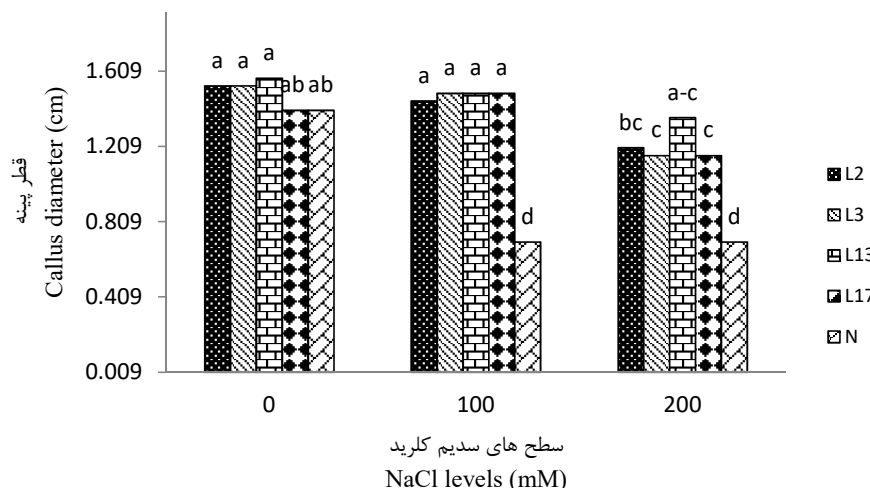 قطر پینه
Callus diameter (cm)
1.609
1.209
0.809
0.409
0.009
a a a ab ab
a a a a d
bc c a-c c d
0 100 200
سطح های سدیم کلرید
NaCl levels (mM)
L2
L3
L13
L17
N